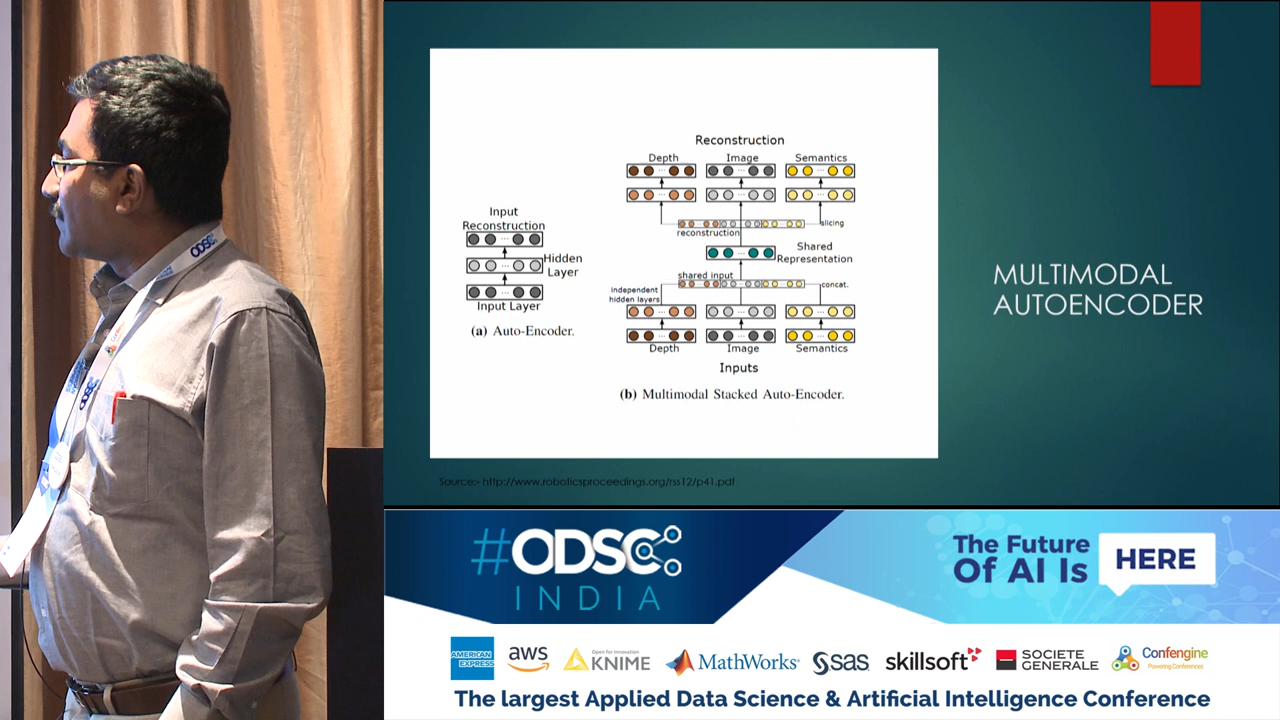 Reconstruction
Depth
Image
Semantics
slicing
reconstruction
Shared
Representation
shared input
concat.
independent
hidden layers
Depth
Image
Semantics
Inputs
(b) Multimodal Stacked Auto-Encoder.
Input
Reconstruction
Hidden
Layer
Input Layer
(a) Auto-Encoder.
MULTIMODAL
AUTOENCODER
Source:- http://www.roboticsproceedings.org/rss12/p41.pdf
ODSC
ODSC
#ODSC
INDIA
The Future
Of AI Is
HERE
AMERICAN
EXPRESS
aws
Open for Innovation
KNIME
MathWorks®
sas
skillsoft
SOCIETE
GENERALE
Confengine
Powering Conferences
The largest Applied Data Science & Artificial Intelligence Conference